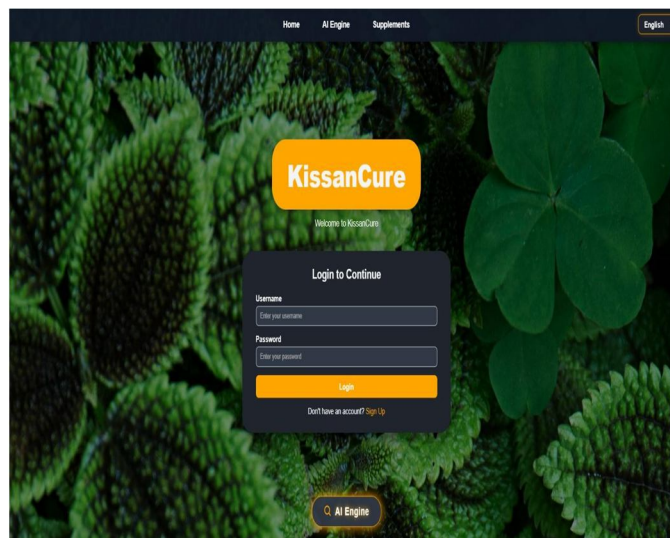 Home AI Engine Supplements English
KissanCure
Welcome to KissanCure
Login to Continue
Username
Enter your username
Password
Enter your password
Login
Don't have an account? Sign Up
AI Engine